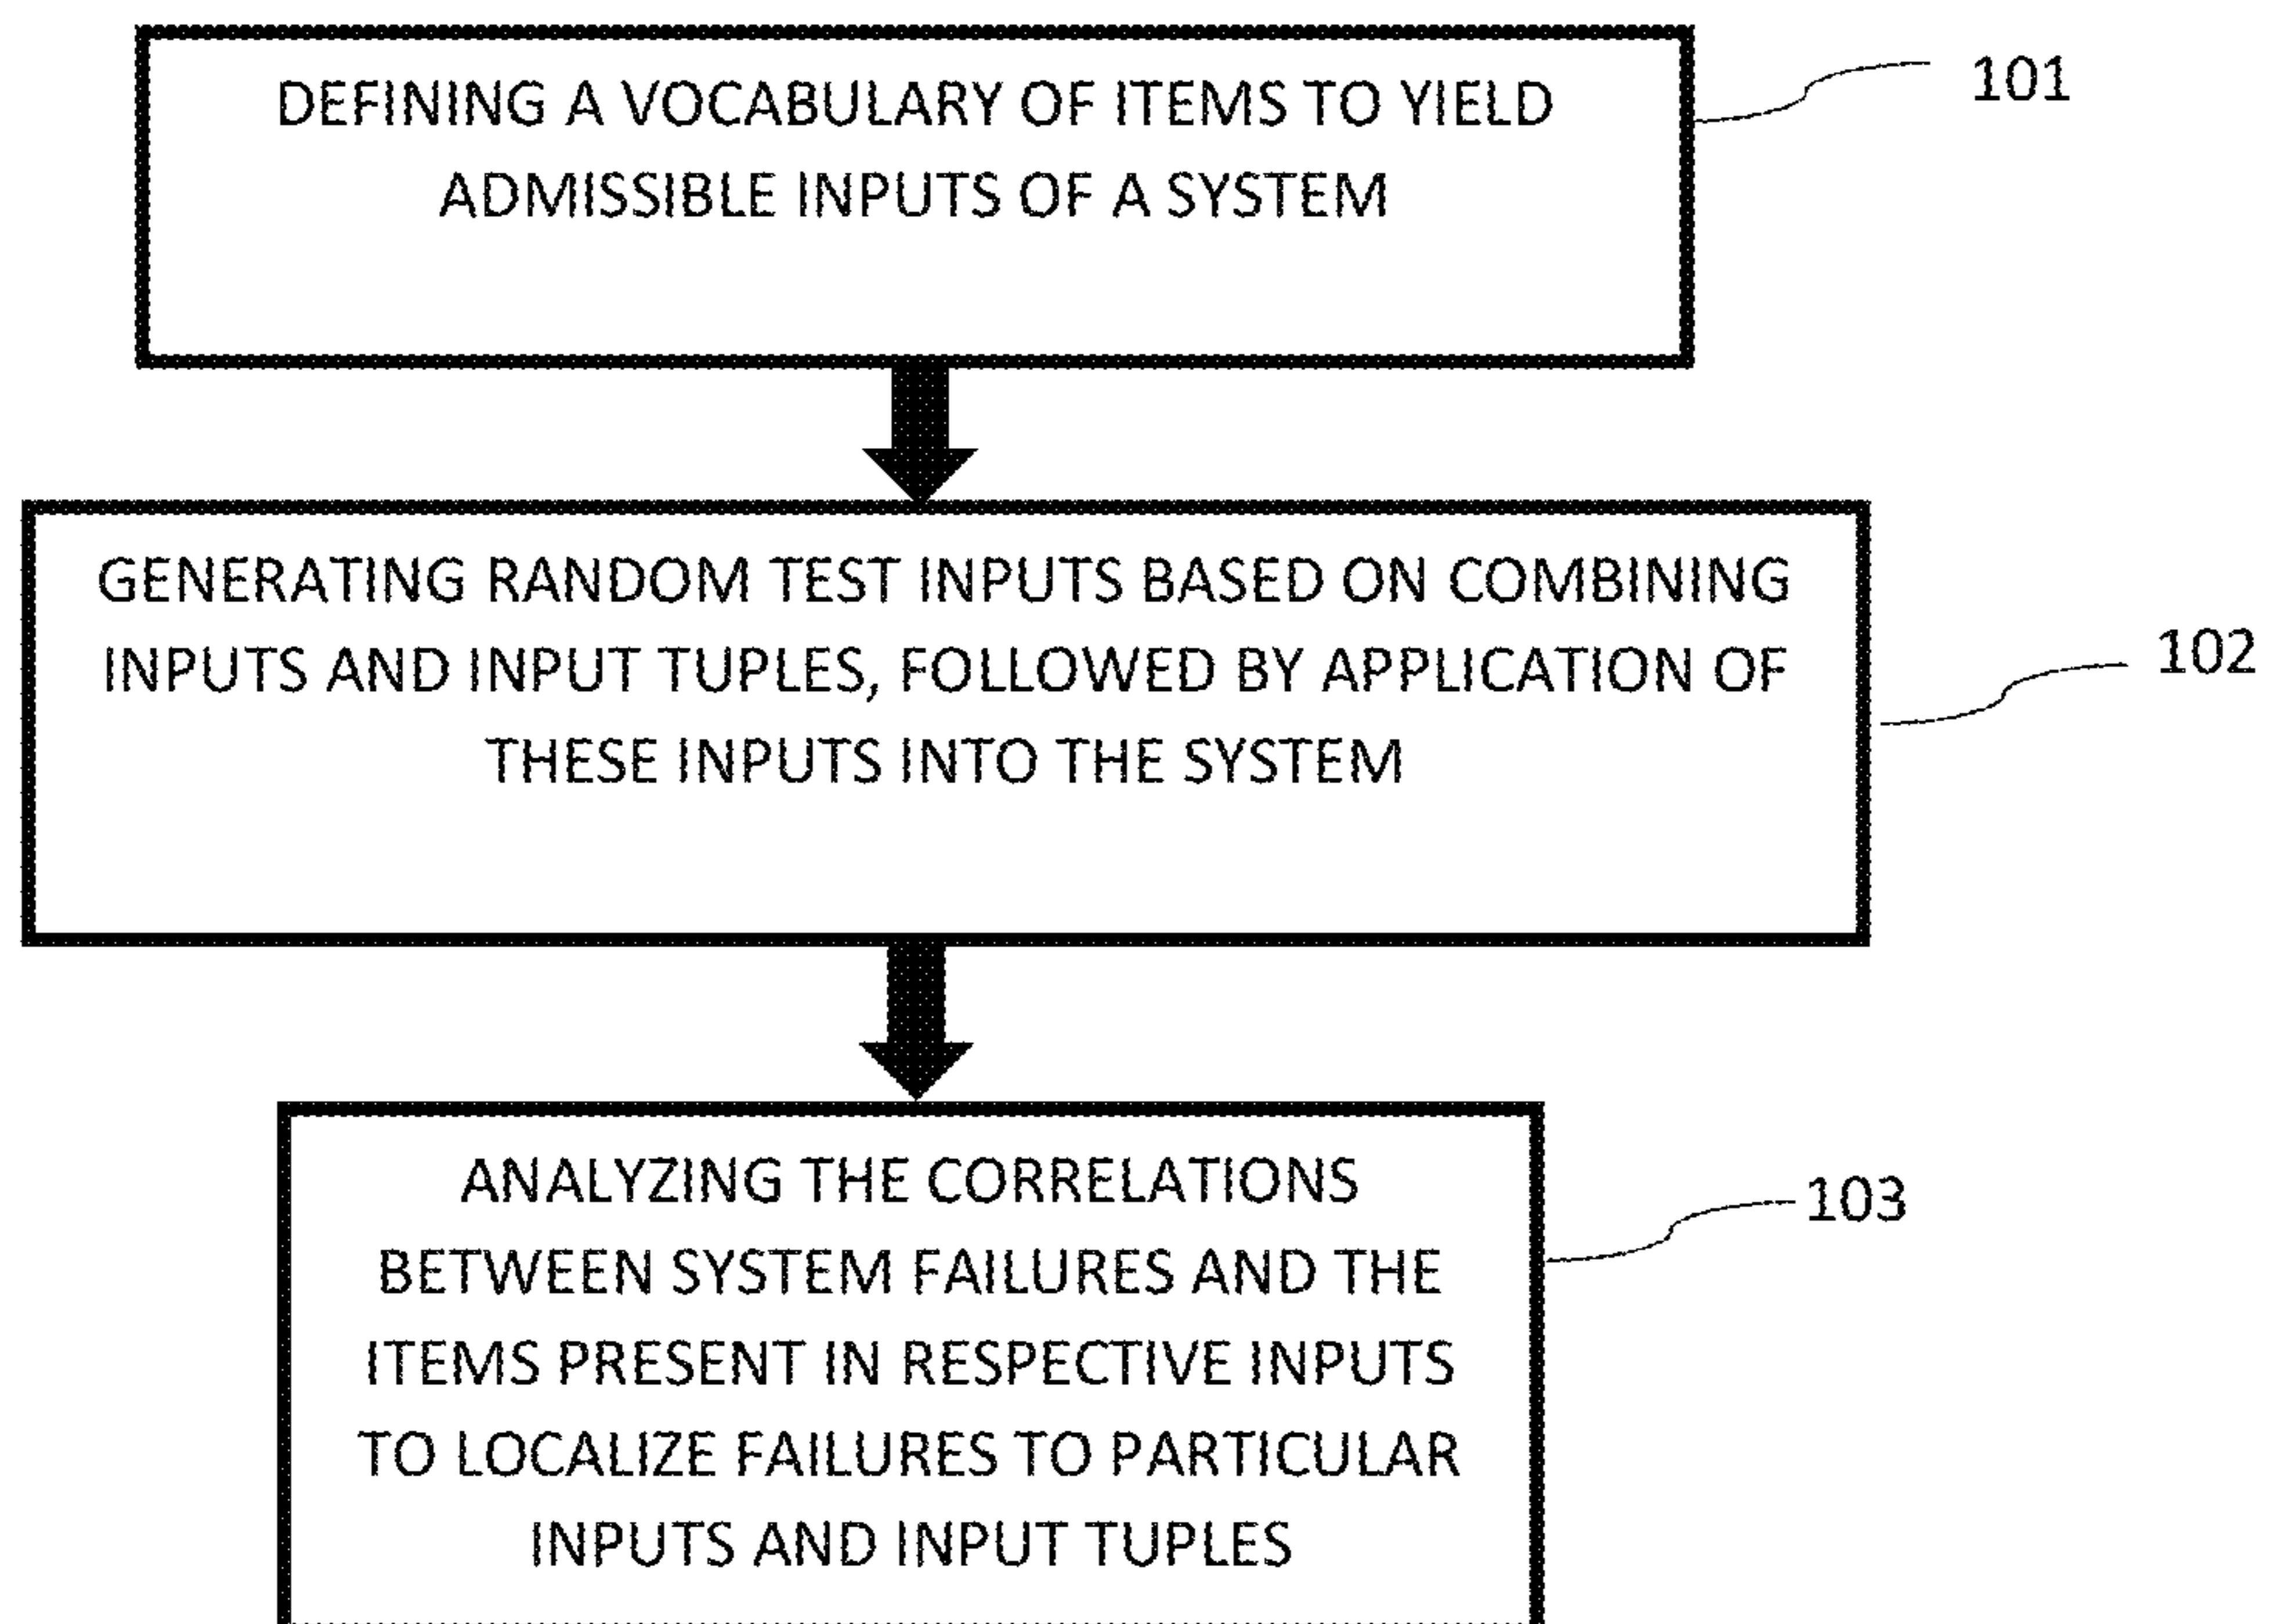 DEFINING A VOCABULARY OF ITEMS TO YIELD
ADMISSIBLE INPUTS OF A SYSTEM
101
GENERATING RANDOM TEST INPUTS BASED ON COMBINING
INPUTS AND INPUT TUPLES, FOLLOWED BY APPLICATION OF
THESE INPUTS INTO THE SYSTEM
102
ANALYZING THE CORRELATIONS
BETWEEN SYSTEM FAILURES AND THE
ITEMS PRESENT IN RESPECTIVE INPUTS
TO LOCALIZE FAILURES TO PARTICULAR
INPUTS AND INPUT TUPLES
103